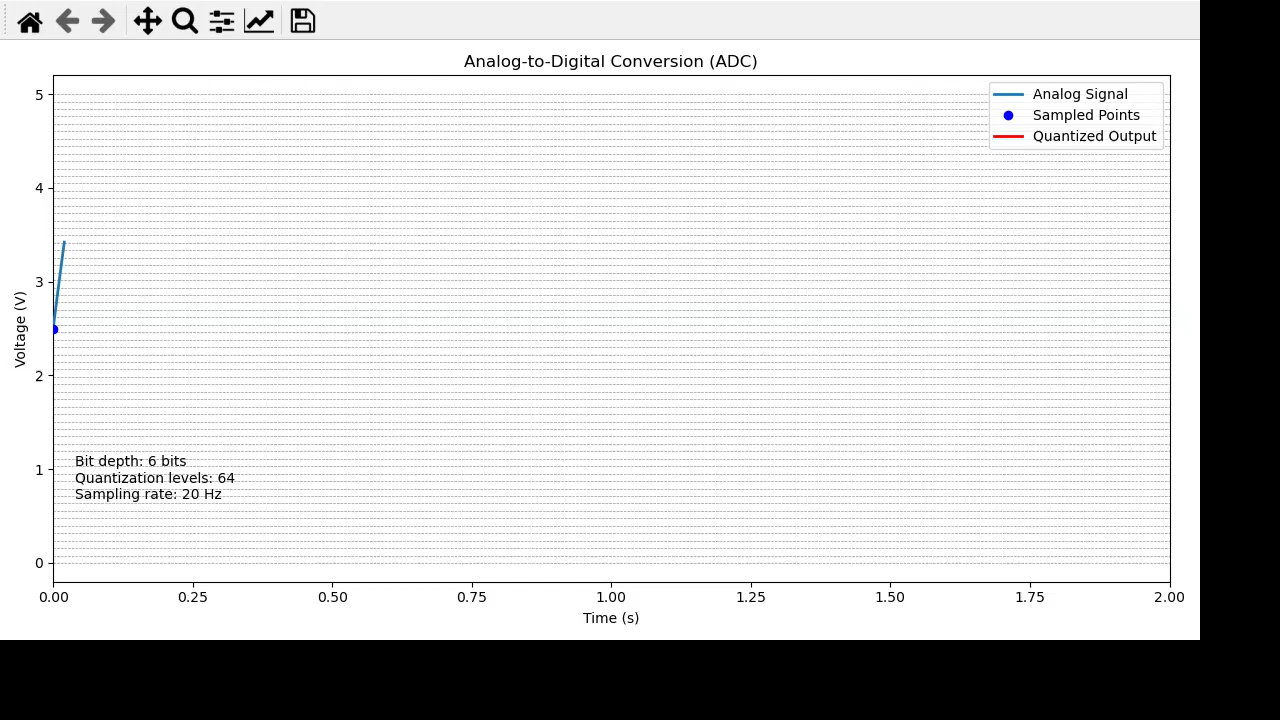 Analog-to-Digital Conversion (ADC)
Analog Signal
Sampled Points
Quantized Output
5
4
3
2
1
0
Voltage (V)
Bit depth: 6 bits
Quantization levels: 64
Sampling rate: 20 Hz
0.00 0.25 0.50 0.75 1.00 1.25 1.50 1.75 2.00
Time (s)